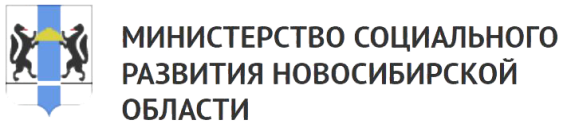 МИНИСТЕРСТВО СОЦИАЛЬНОГО
РАЗВИТИЯ НОВОСИБИРСКОЙ
ОБЛАСТИ